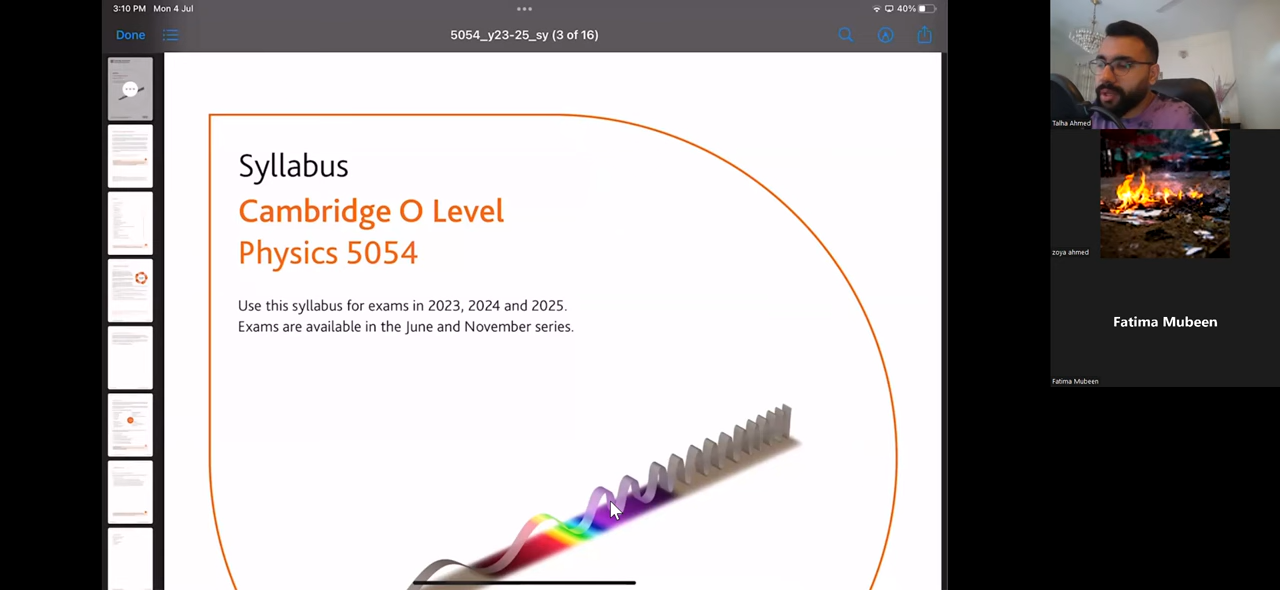 3:10 PM Mon 4 Jul
40%
Done
5054_y23-25_sy (3 of 16)
Syllabus
Cambridge O Level
Physics 5054
Use this syllabus for exams in 2023, 2024 and 2025.
Exams are available in the June and November series.
Talha Ahmed
zoya ahmed
Fatima Mubeen
Fatima Mubeen